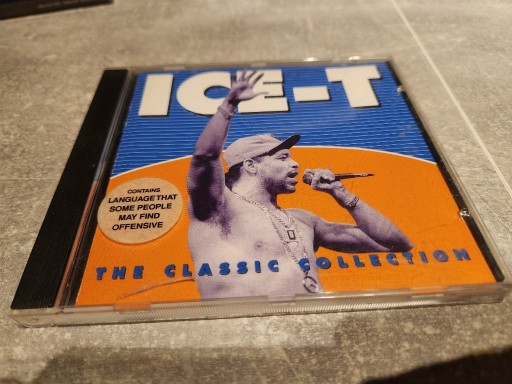 ICE-T
CONTAINS
LANGUAGE THAT
SOME PEOPLE
MAY FIND
OFFENSIVE
THE CLASSIC COLLECTION